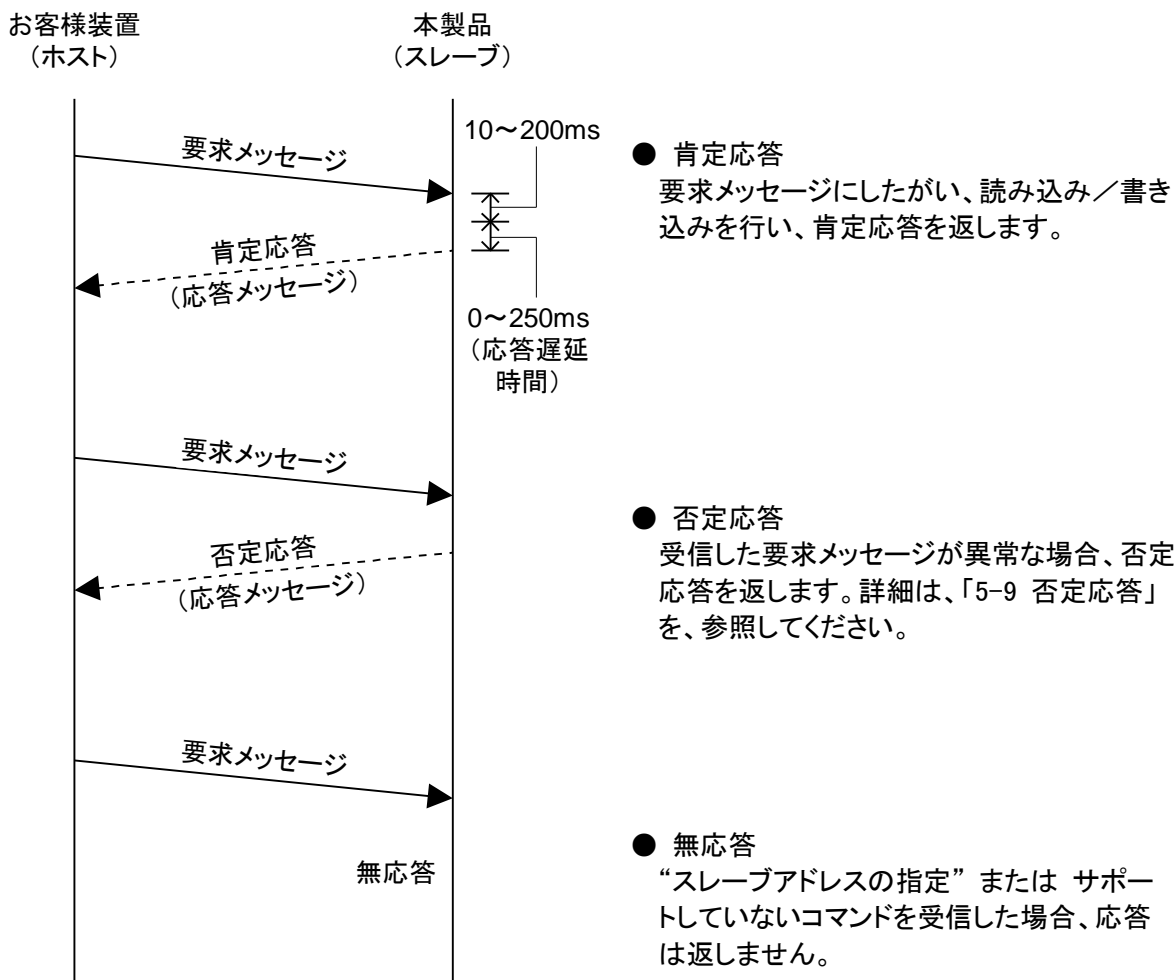 お客様装置
（ホスト）
本製品
（スレーブ）
要求メッセージ
10～200ms
肯定応答
（応答メッセージ）
0～250ms
（応答遅延
時間）
● 肯定応答
要求メッセージにしたがい、読み込み／書き
込みを行い、肯定応答を返します。
要求メッセージ
否定応答
（応答メッセージ）
● 否定応答
受信した要求メッセージが異常な場合、否定
応答を返します。詳細は、「5-9 否定応答」
を、参照してください。
要求メッセージ
無応答
● 無応答
“スレーブアドレスの指定” または サポー
トしていないコマンドを受信した場合、応答
は返しません。